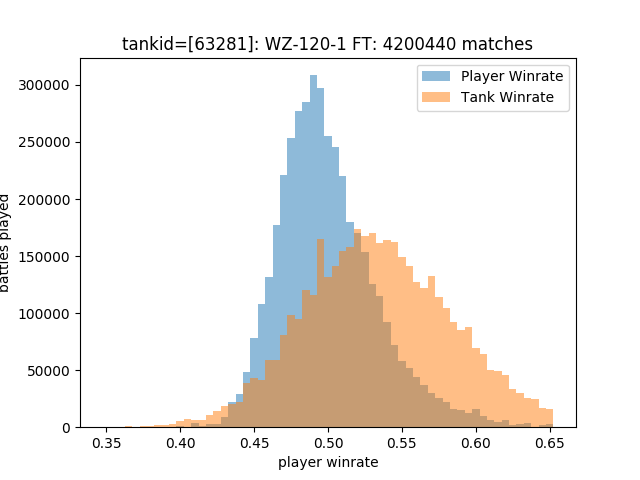 tankid=[63281]: WZ-120-1 FT: 4200440 matches
Player Winrate
Tank Winrate
300000
250000
200000
150000
100000
50000
0
battles played
0.35 0.40 0.45 0.50 0.55 0.60 0.65
player winrate